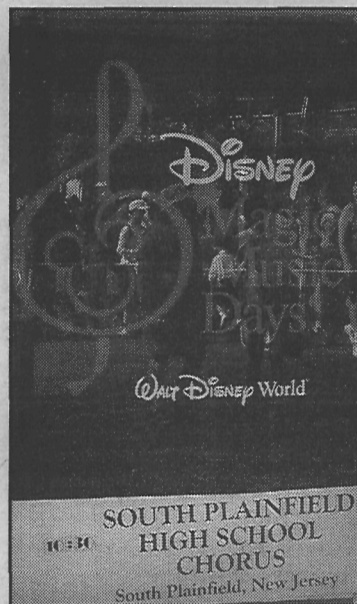 Disney
Magic
Music
Days!
Walt Disney World
SOUTH PLAINFIELD
10:30 HIGH SCHOOL
CHORUS
South Plainfield, New Jersey